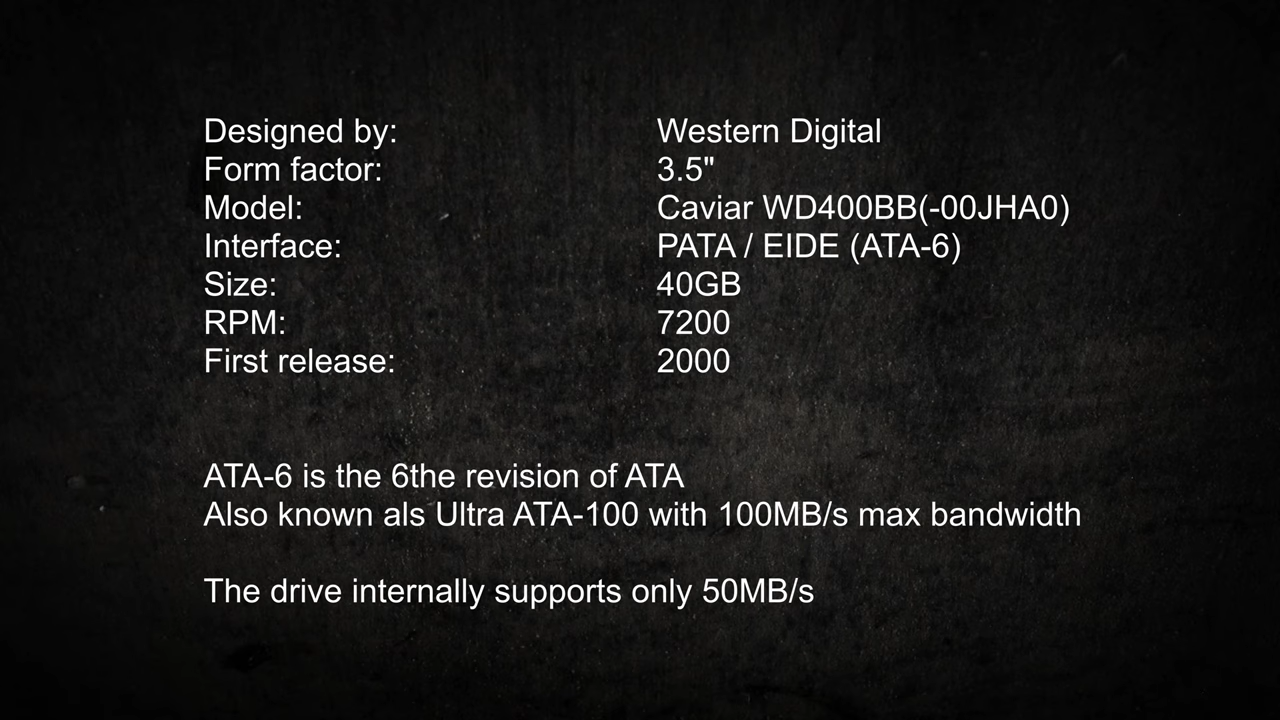 Designed by: Western Digital
Form factor: 3.5"
Model: Caviar WD400BB(-00JHA0)
Interface: PATA / EIDE (ATA-6)
Size: 40GB
RPM: 7200
First release: 2000
ATA-6 is the 6the revision of ATA
Also known als Ultra ATA-100 with 100MB/s max bandwidth
The drive internally supports only 50MB/s